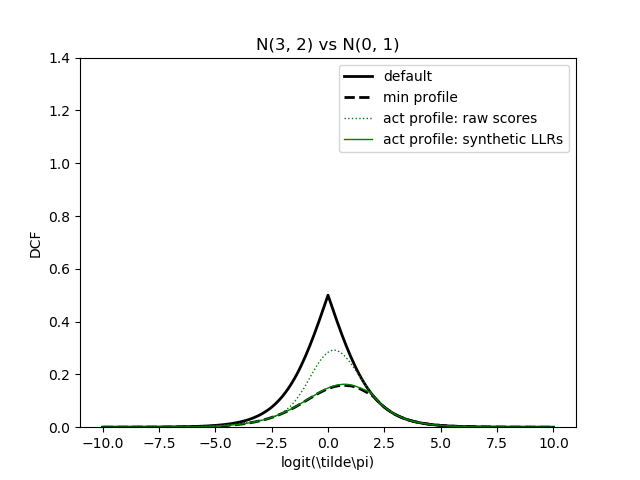 N(3, 2) vs N(0, 1)
default
min profile
act profile: raw scores
act profile: synthetic LLRs
DCF
1.4
1.2
1.0
0.8
0.6
0.4
0.2
0.0
−10.0 −7.5 −5.0 −2.5 0.0 2.5 5.0 7.5 10.0
logit(\tilde\pi)